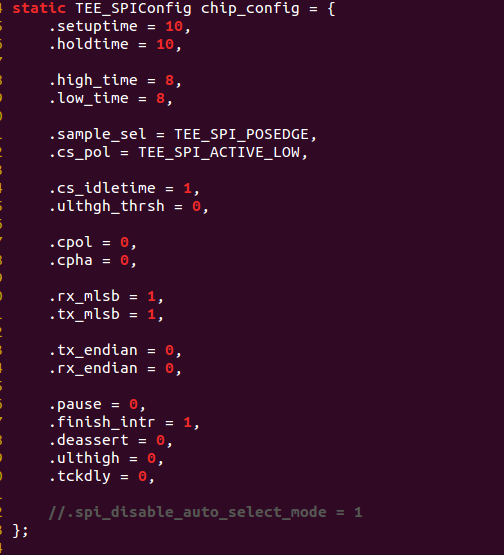 static TEE_SPIConfig chip_config = {
.setuptime = 10,
.holdtime = 10,
.high_time = 8,
.low_time = 8,
.sample_sel = TEE_SPI_POSEDGE,
.cs_pol = TEE_SPI_ACTIVE_LOW,
.cs_idletime = 1,
.ulthgh_thrsh = 0,
.cpol = 0,
.cpha = 0,
.rx_mlsb = 1,
.tx_mlsb = 1,
.tx_endian = 0,
.rx_endian = 0,
.pause = 0,
.finish_intr = 1,
.deassert = 0,
.ulthigh = 0,
.tckdly = 0,
//.spi_disable_auto_select_mode = 1
};